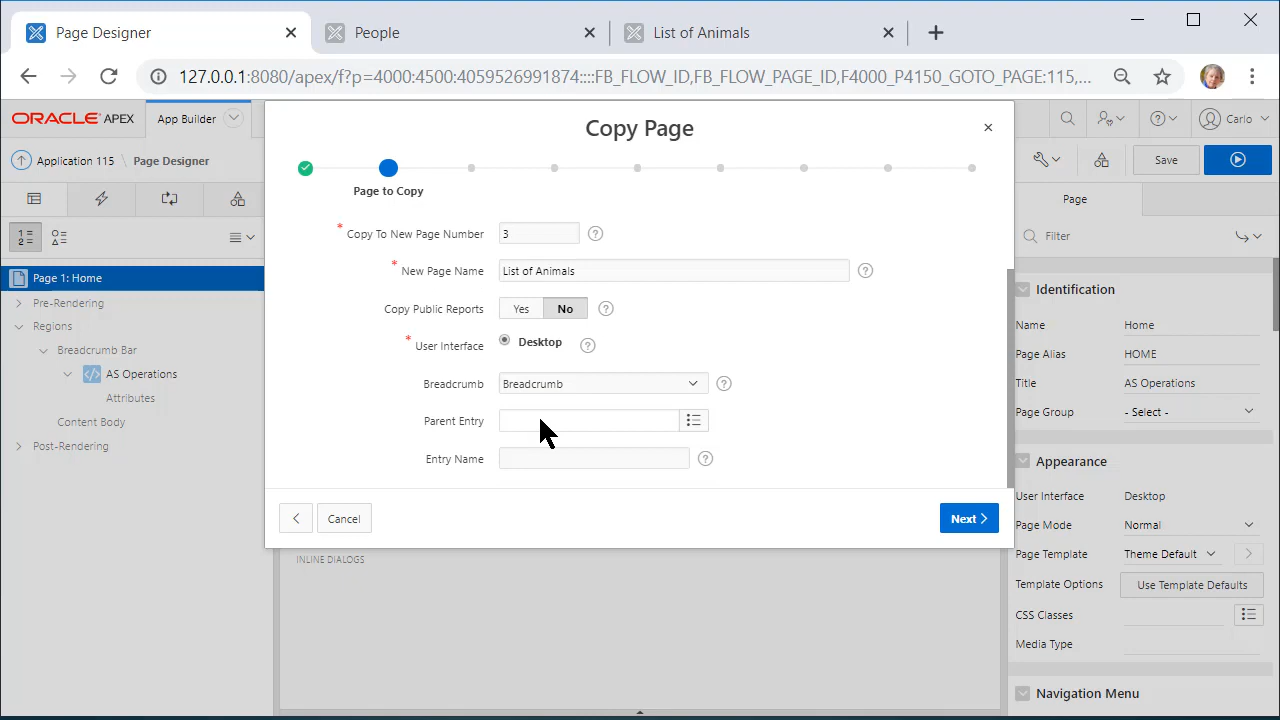 Page Designer
People
List of Animals
127.0.0.1:8080/apex/f?p=4000:4500:4059526991874::::FB_FLOW_ID,FB_FLOW_PAGE_ID,F4000_P4150_GOTO_PAGE:115,...
ORACLE APEX
App Builder
Cario
Application 115
Page Designer
Save
Page
Filter
Page 1: Home
Pre-Rendering
Regions
Breadcrumb Bar
AS Operations
Attributes
Content Body
Post-Rendering
Copy Page
Page to Copy
* Copy To New Page Number 3
* New Page Name List of Animals
Copy Public Reports Yes No
* User Interface Desktop
Breadcrumb Breadcrumb
Parent Entry
Entry Name
Cancel
Next
INLINE DIALOGS
Identification
Name Home
Page Alias HOME
Title AS Operations
Page Group - Select -
Appearance
User Interface Desktop
Page Mode Normal
Page Template Theme Default
Template Options Use Template Defaults
CSS Classes
Media Type
Navigation Menu